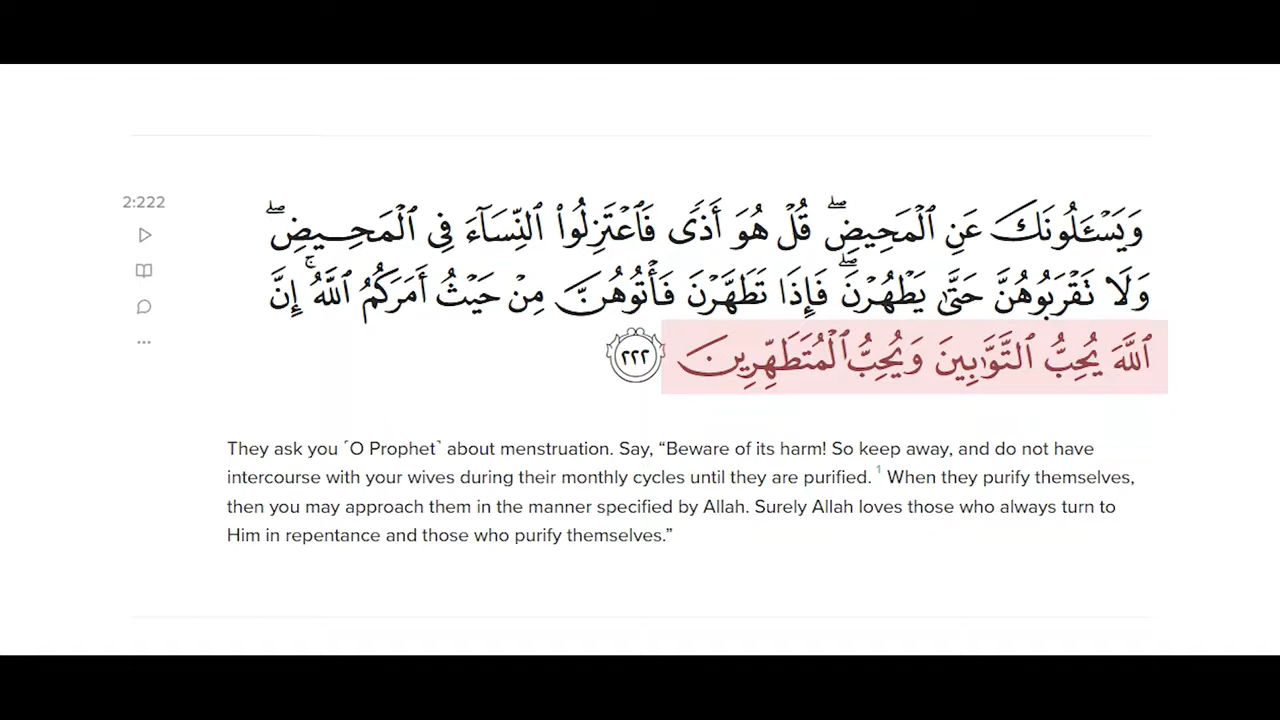 2:222
وَيَسْـَٔلُونَكَ عَنِ ٱلْمَحِيضِ ۖ قُلْ هُوَ أَذًى فَٱعْتَزِلُوا۟ ٱلنِّسَآءَ فِى ٱلْمَحِيضِ ۖ
وَلَا تَقْرَبُوهُنَّ حَتَّىٰ يَطْهُرْنَ ۖ فَإِذَا تَطَهَّرْنَ فَأْتُوهُنَّ مِنْ حَيْثُ أَمَرَكُمُ ٱللَّهُ ۚ إِنَّ
ٱللَّهَ يُحِبُّ ٱلتَّوَّٰبِينَ وَيُحِبُّ ٱلْمُتَطَهِّرِينَ ٢٢٢
They ask you ˹O Prophet˺ about menstruation. Say, “Beware of its harm! So keep away, and do not have
intercourse with your wives during their monthly cycles until they are purified. 1 When they purify themselves,
then you may approach them in the manner specified by Allah. Surely Allah loves those who always turn to
Him in repentance and those who purify themselves.”